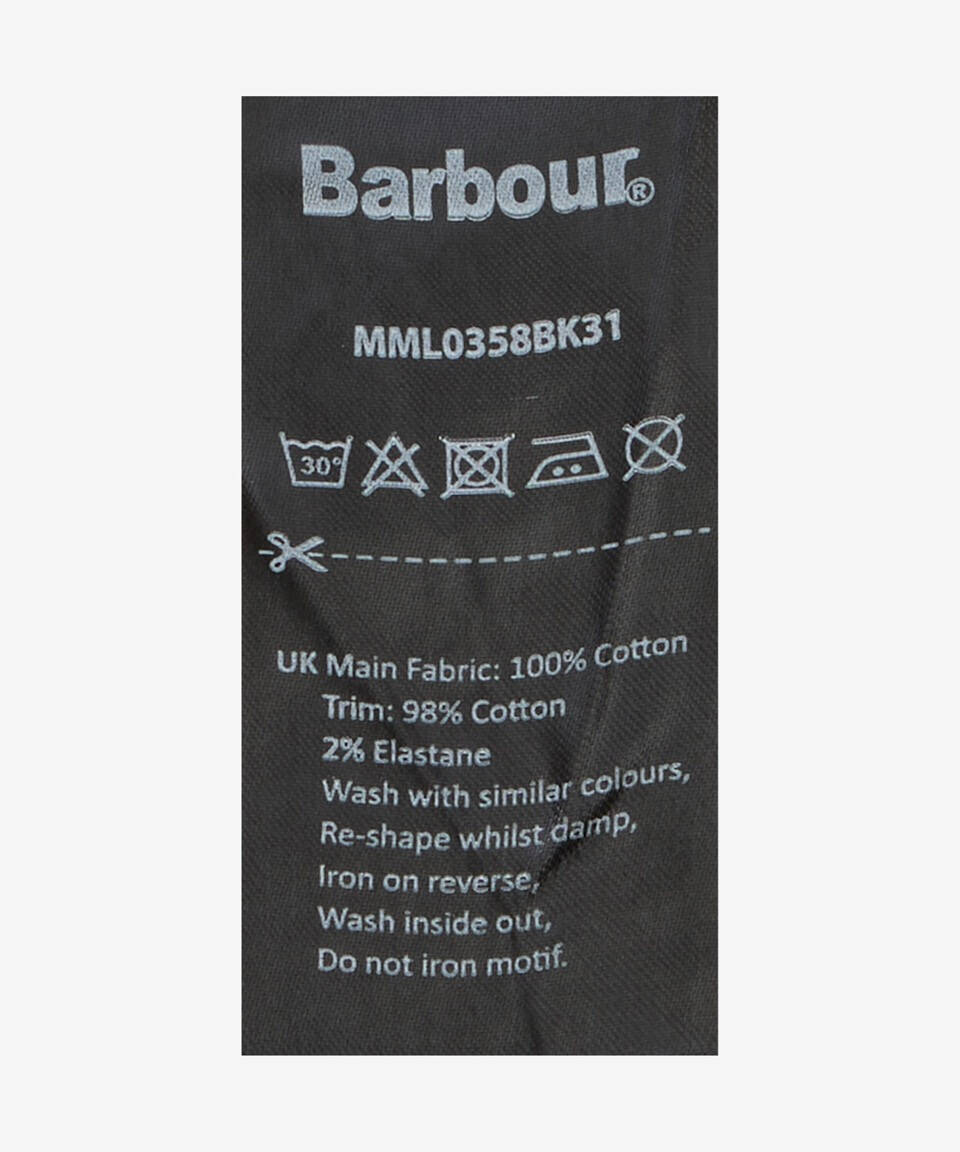 Barbour®
MML0358BK31
30°
UK Main Fabric: 100% Cotton
Trim: 98% Cotton
2% Elastane
Wash with similar colours,
Re-shape whilst damp,
Iron on reverse,
Wash inside out,
Do not iron motif.